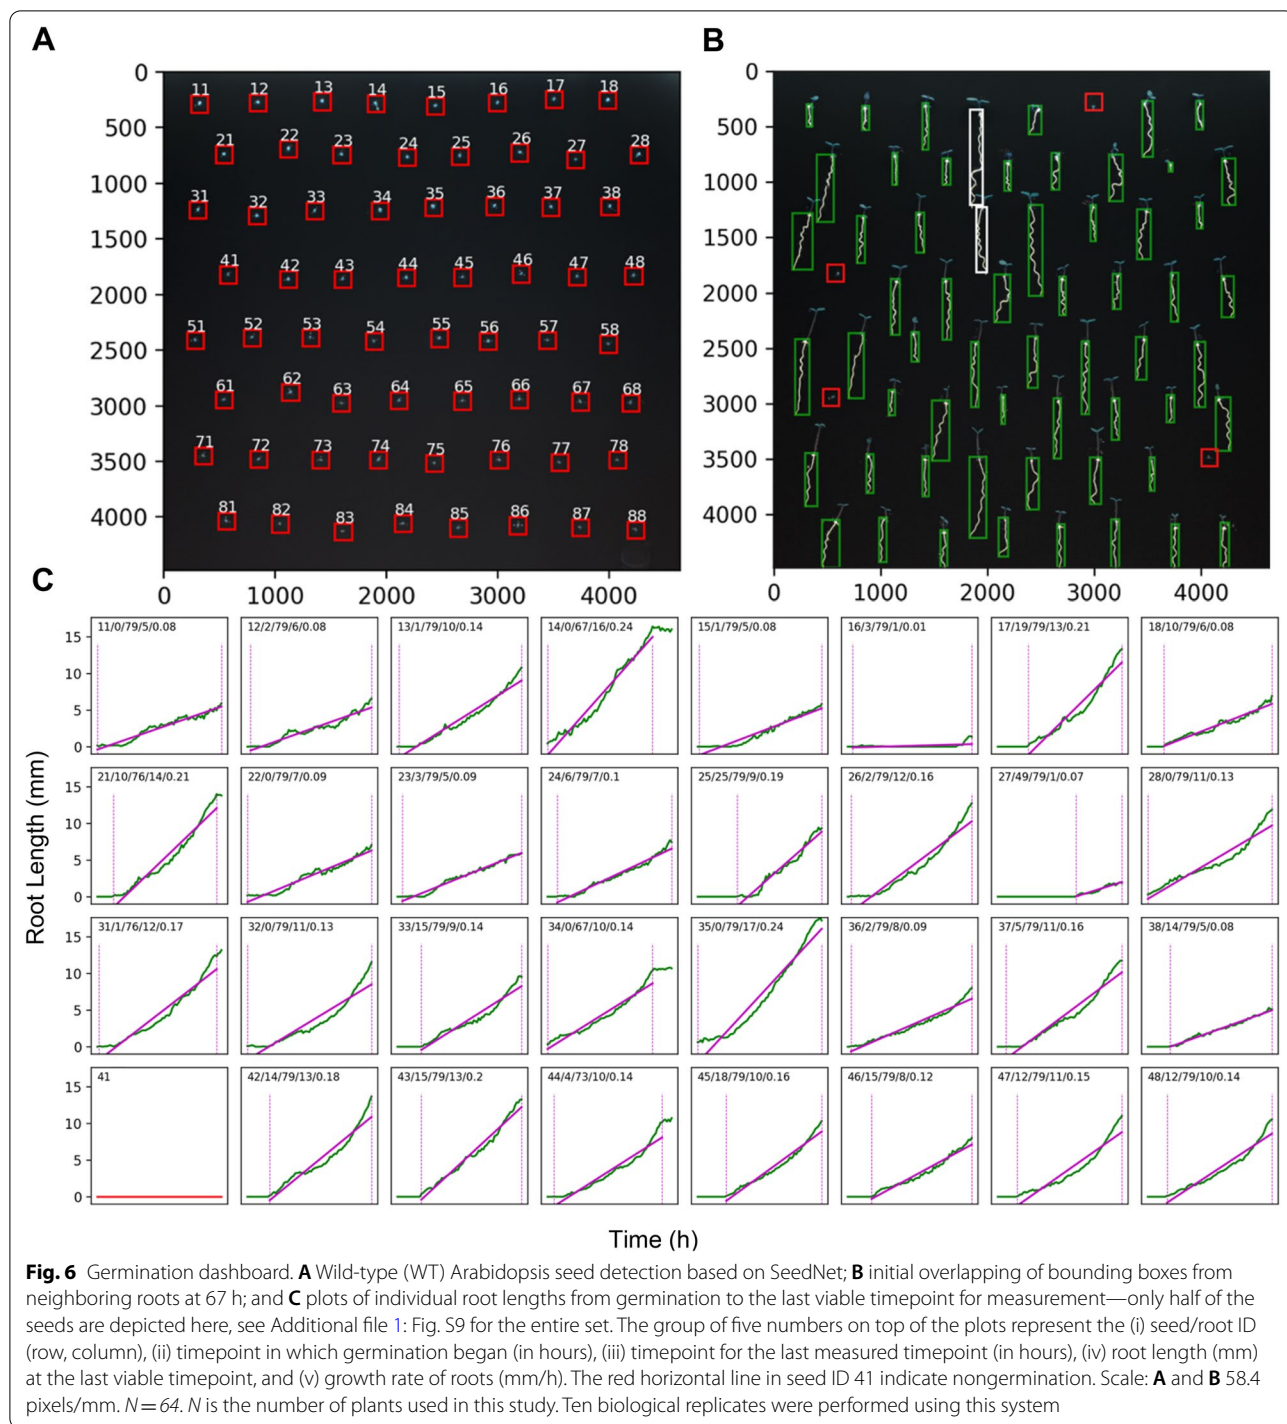 A
B
0
500
1000
1500
2000
2500
3000
3500
4000
11 12 13 14 15 16 17 18
21 22 23 24 25 26 27 28
31 32 33 34 35 36 37 38
41 42 43 44 45 46 47 48
51 52 53 54 55 56 57 58
61 62 63 64 65 66 67 68
71 72 73 74 75 76 77 78
81 82 83 84 85 86 87 88
0 1000 2000 3000 4000
0
500
1000
1500
2000
2500
3000
3500
4000
0 1000 2000 3000 4000
C
Root Length (mm)
15
10
5
0
11/0/79/5/0.08 12/2/79/6/0.08 13/1/79/10/0.14 14/0/67/16/0.24 15/1/79/5/0.08 16/3/79/1/0.01 17/19/79/13/0.21 18/10/79/6/0.08
15
10
5
0
21/10/76/14/0.21 22/0/79/7/0.09 23/3/79/5/0.09 24/6/79/7/0.1 25/25/79/9/0.19 26/2/79/12/0.16 27/49/79/1/0.07 28/0/79/11/0.13
15
10
5
0
31/1/76/12/0.17 32/0/79/11/0.13 33/15/79/9/0.14 34/0/67/10/0.14 35/0/79/17/0.24 36/2/79/8/0.09 37/5/79/11/0.16 38/14/79/5/0.08
15
10
5
0
41 42/14/79/13/0.18 43/15/79/13/0.2 44/4/73/10/0.14 45/18/79/10/0.16 46/15/79/8/0.12 47/12/79/11/0.15 48/12/79/10/0.14
Time (h)
Fig. 6 Germination dashboard. A Wild-type (WT) Arabidopsis seed detection based on SeedNet; B initial overlapping of bounding boxes from
neighboring roots at 67 h; and C plots of individual root lengths from germination to the last viable timepoint for measurement—only half of the
seeds are depicted here, see Additional file 1: Fig. S9 for the entire set. The group of five numbers on top of the plots represent the (i) seed/root ID
(row, column), (ii) timepoint in which germination began (in hours), (iii) timepoint for the last measured timepoint (in hours), (iv) root length (mm)
at the last viable timepoint, and (v) growth rate of roots (mm/h). The red horizontal line in seed ID 41 indicate nongermination. Scale: A and B 58.4
pixels/mm. N = 64. N is the number of plants used in this study. Ten biological replicates were performed using this system